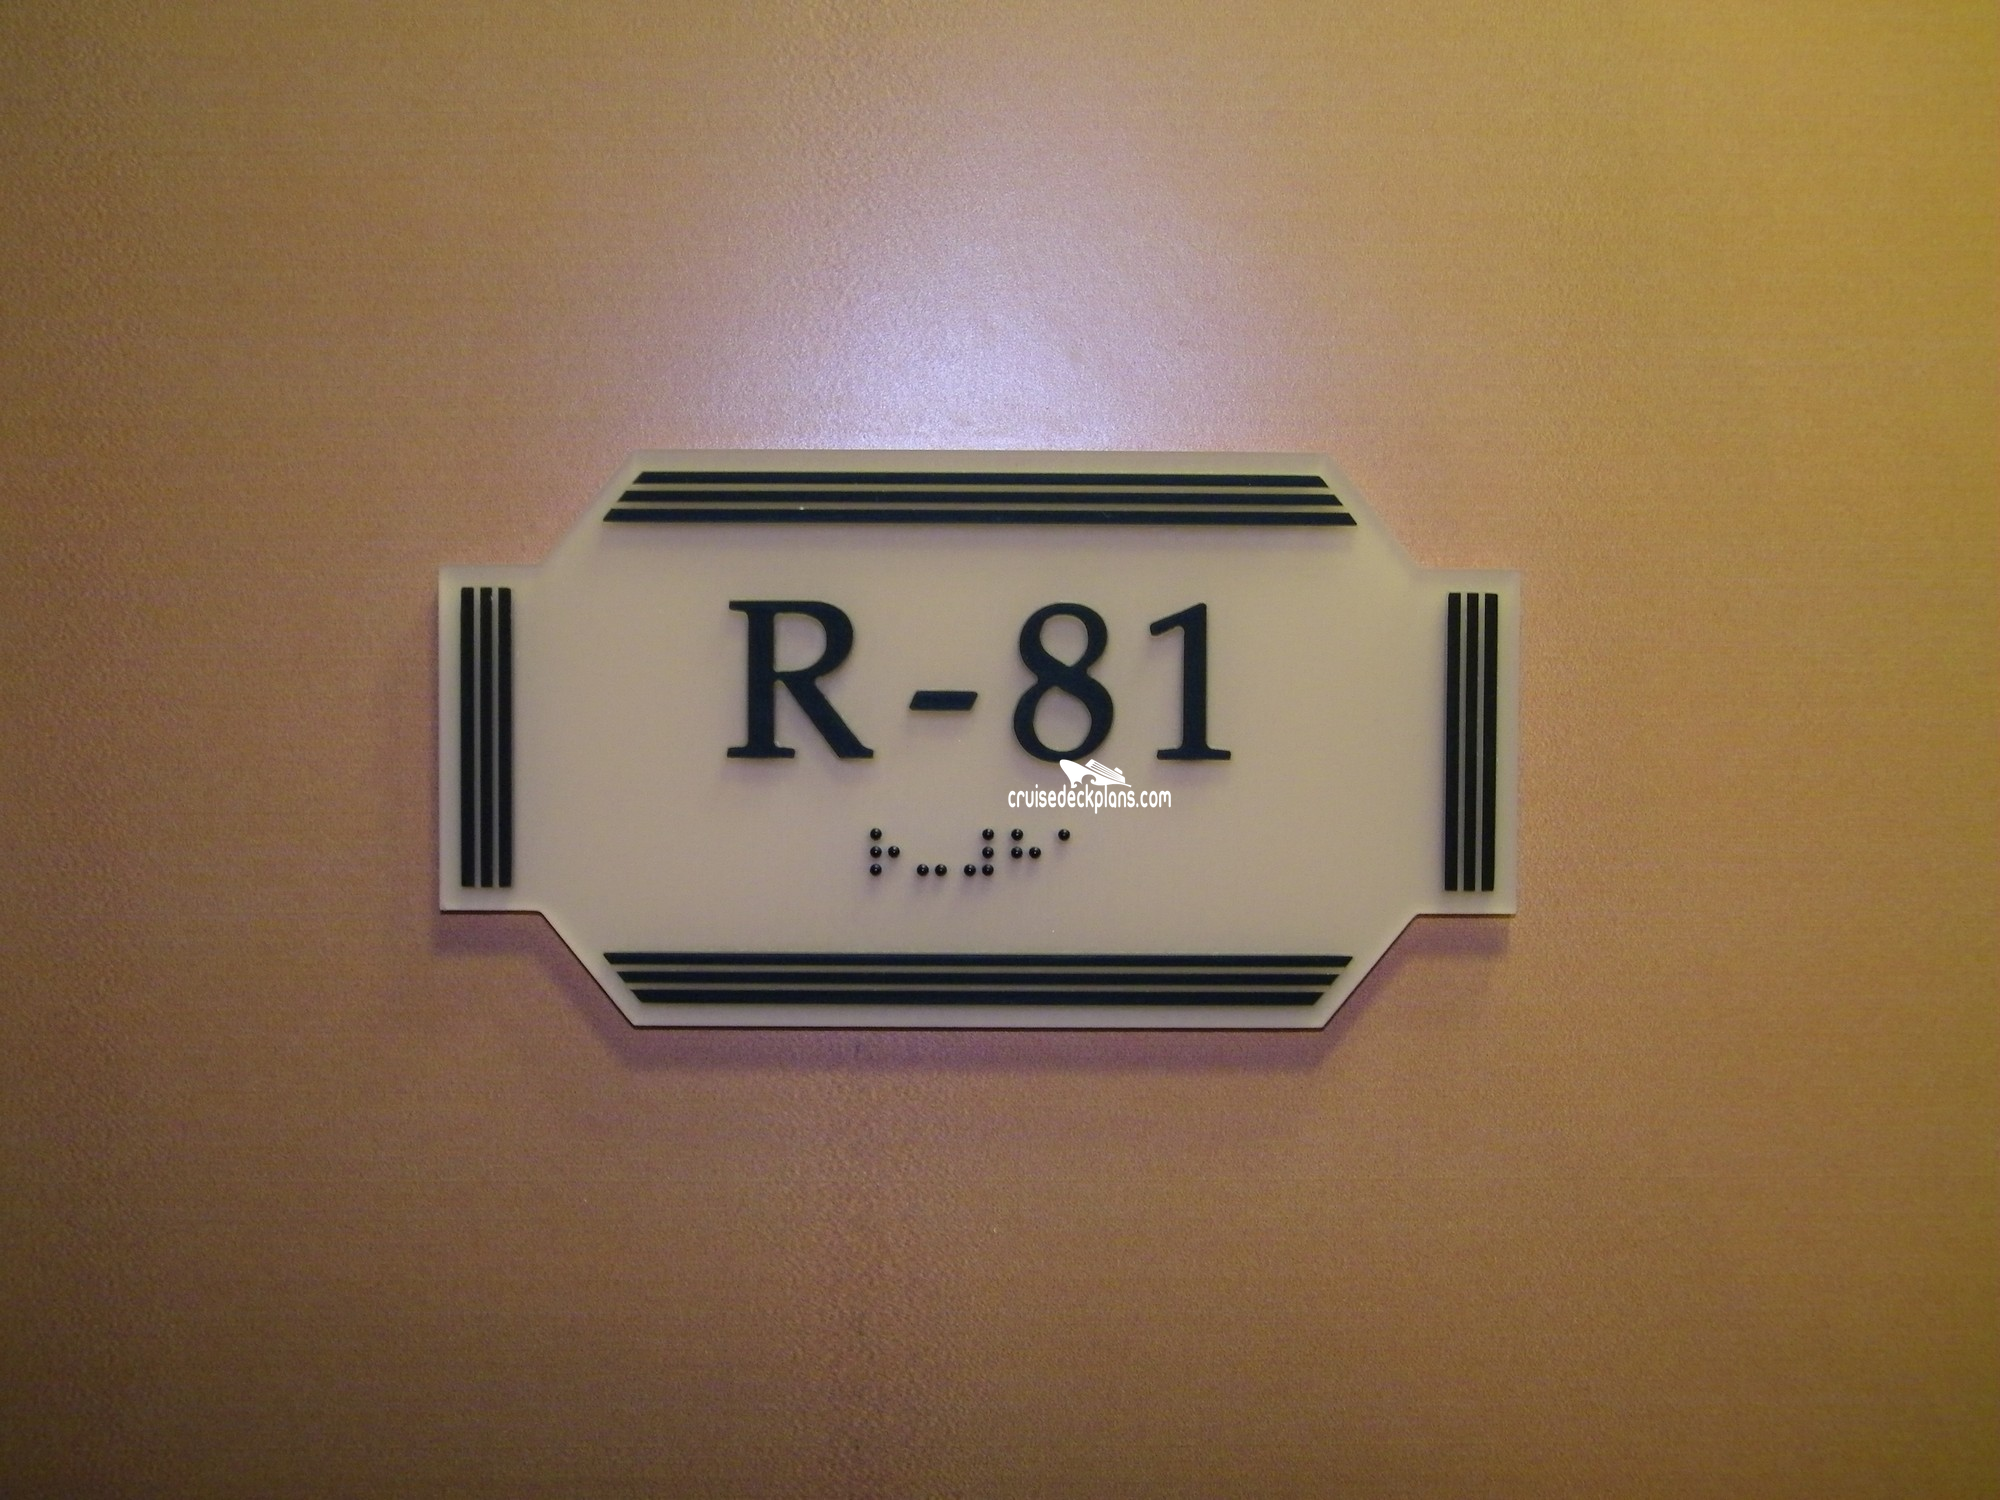 R-81
cruisedeckplans.com
⠗⠤⠼⠓⠁